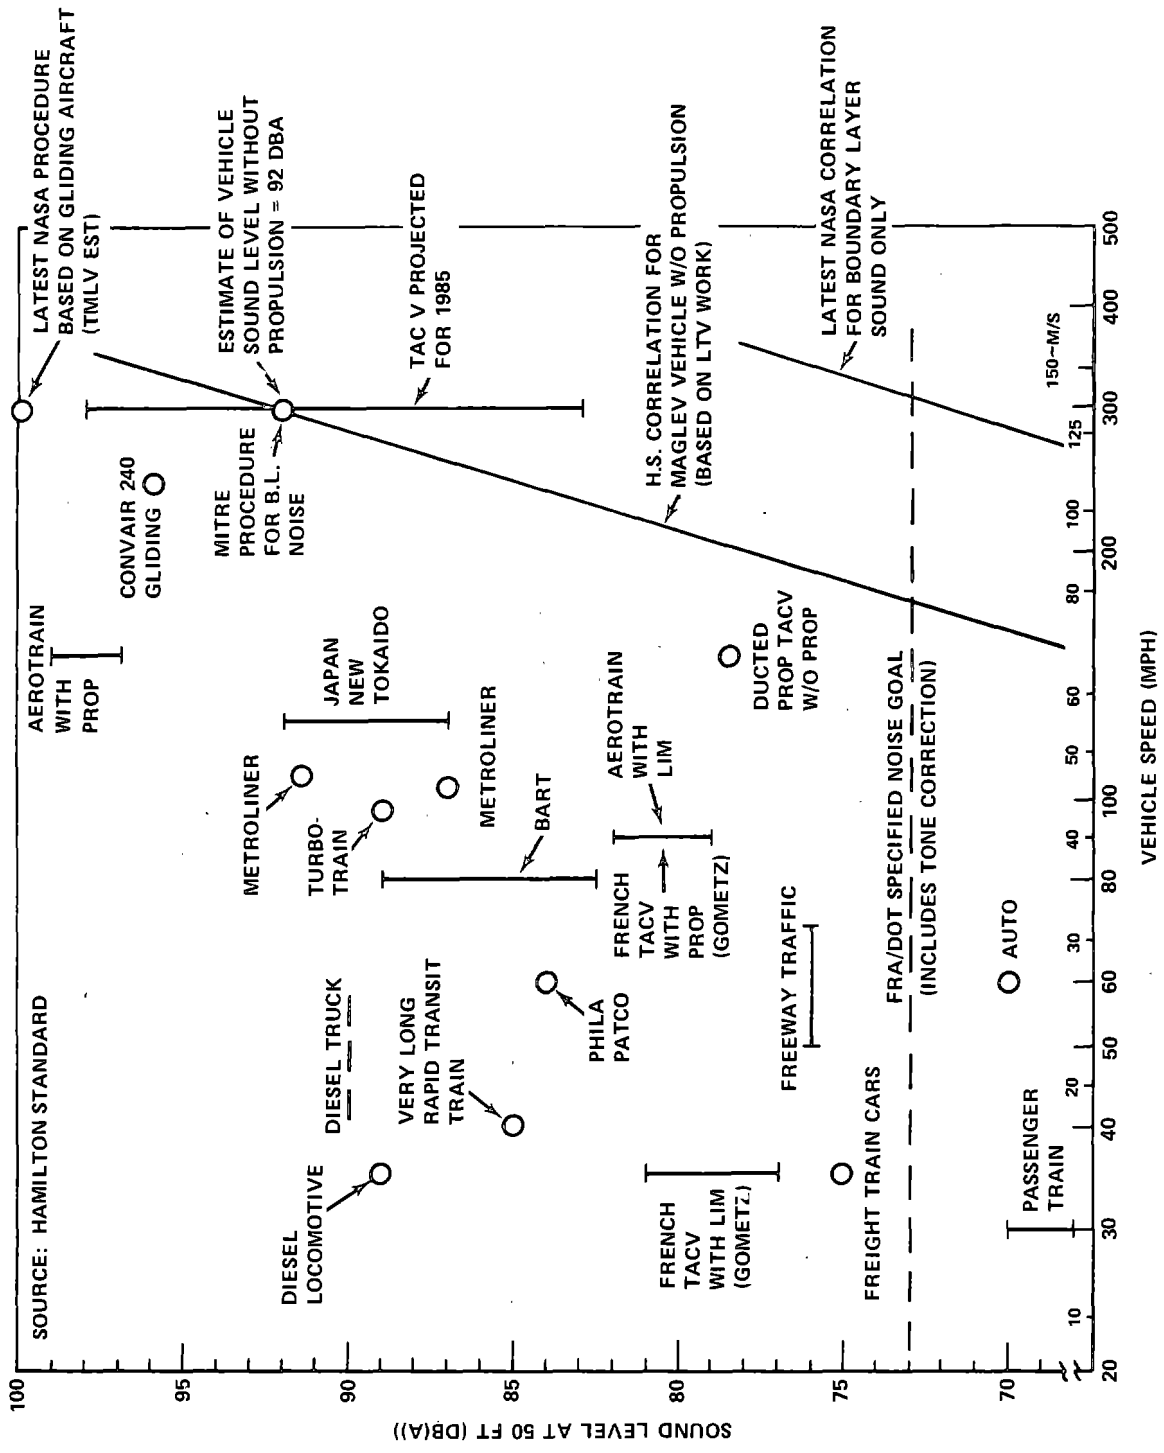 SOURCE: HAMILTON STANDARD
LATEST NASA PROCEDURE
BASED ON GLIDING AIRCRAFT
(TMLV EST)
AEROTRAIN
WITH
PROP
CONVAIR 240
GLIDING
ESTIMATE OF VEHICLE
SOUND LEVEL WITHOUT
PROPULSION = 92 DBA
MITRE
PROCEDURE
FOR B.L.
NOISE
METROLINER
JAPAN
NEW
TOKAIDO
TURBO-
TRAIN
TAC V PROJECTED
FOR 1985
DIESEL
LOCOMOTIVE
DIESEL TRUCK
VERY LONG
RAPID TRANSIT
TRAIN
METROLINER
BART
PHILA
PATCO
FRENCH
TACV
WITH
PROP
(GOMETZ)
AEROTRAIN
WITH
LIM
H.S. CORRELATION FOR
MAGLEV VEHICLE W/O PROPULSION
(BASED ON LTV WORK)
FRENCH
TACV
WITH LIM
(GOMETZ)
DUCTED
PROP TACV
W/O PROP
FREEWAY TRAFFIC
FREIGHT TRAIN CARS
LATEST NASA CORRELATION
FOR BOUNDARY LAYER
SOUND ONLY
FRA/DOT SPECIFIED NOISE GOAL
(INCLUDES TONE CORRECTION)
AUTO
PASSENGER
TRAIN
SOUND LEVEL AT 50 FT (DB(A))
100
95
90
85
80
75
70
10 20 30 40 50 60 80 100 125 150~M/S
20 30 40 50 60 80 100 200 300 400 500
VEHICLE SPEED (MPH)